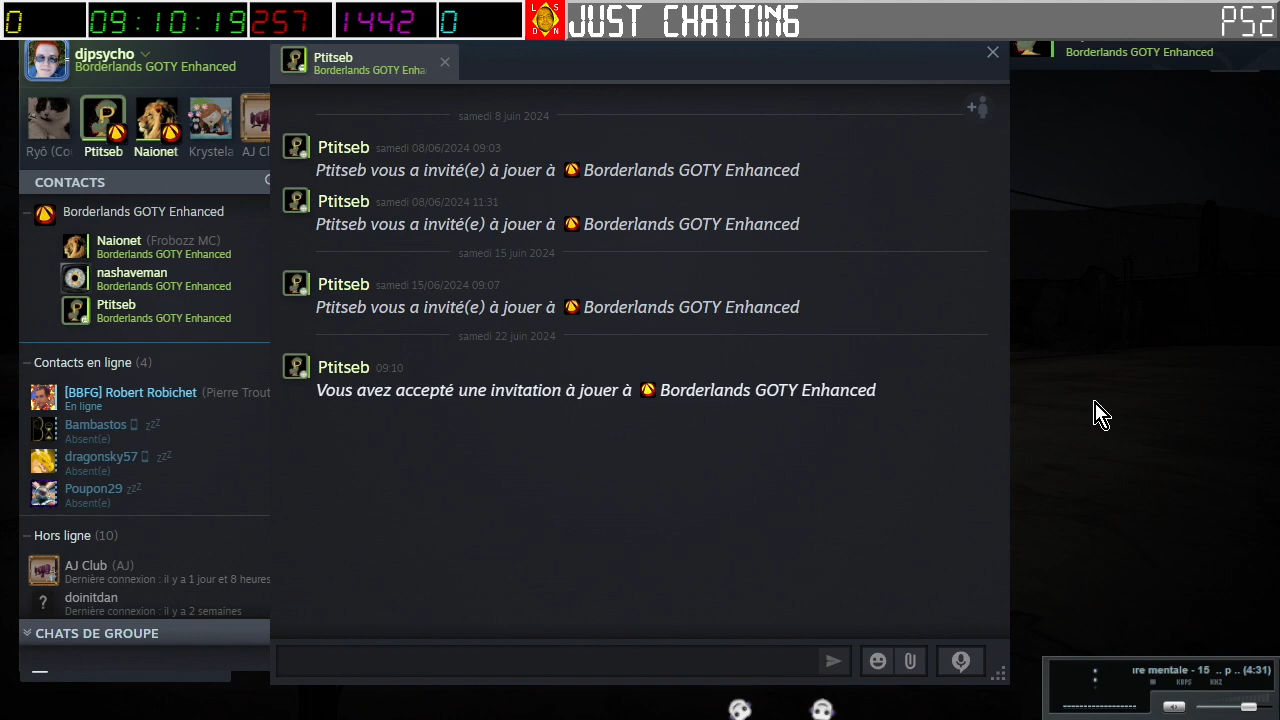 0 09:10:19 257 1442 0 LSDN JUST CHATTING P52
djpsycho
Borderlands GOTY Enhanced
Ryô (Co
Ptitseb
Naionet
Krystela
AJ Cl
CONTACTS
Borderlands GOTY Enhanced
Naionet (Frobozz MC)
Borderlands GOTY Enhanced
nashaveman
Borderlands GOTY Enhanced
Ptitseb
Borderlands GOTY Enhanced
Contacts en ligne (4)
[BBFG] Robert Robichet (Pierre Trout
En ligne
Bambastos zzz
Absent(e)
dragonsky57 zzz
Absent(e)
Poupon29 zzz
Absent(e)
Hors ligne (10)
AJ Club (AJ)
Dernière connexion : il y a 1 jour et 8 heures
doinitdan
Dernière connexion : il y a 2 semaines
CHATS DE GROUPE
Ptitseb
Borderlands GOTY Enha
samedi 8 juin 2024
Ptitseb samedi 08/06/2024 09:03
Ptitseb vous a invité(e) à jouer à Borderlands GOTY Enhanced
Ptitseb samedi 08/06/2024 11:31
Ptitseb vous a invité(e) à jouer à Borderlands GOTY Enhanced
samedi 15 juin 2024
Ptitseb samedi 15/06/2024 09:07
Ptitseb vous a invité(e) à jouer à Borderlands GOTY Enhanced
samedi 22 juin 2024
Ptitseb 09:10
Vous avez accepté une invitation à jouer à Borderlands GOTY Enhanced
Borderlands GOTY Enhanced
ire mentale - 15 .. p .. (4:31)
KBPS KHZ